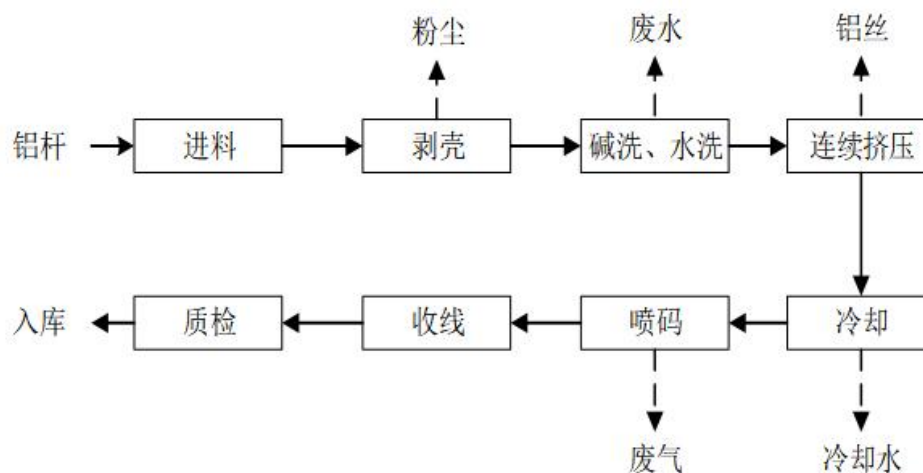 粉尘
废水
铝丝
铝杆
进料
剥壳
碱洗、水洗
连续挤压
入库
质检
收线
喷码
冷却
废气
冷却水